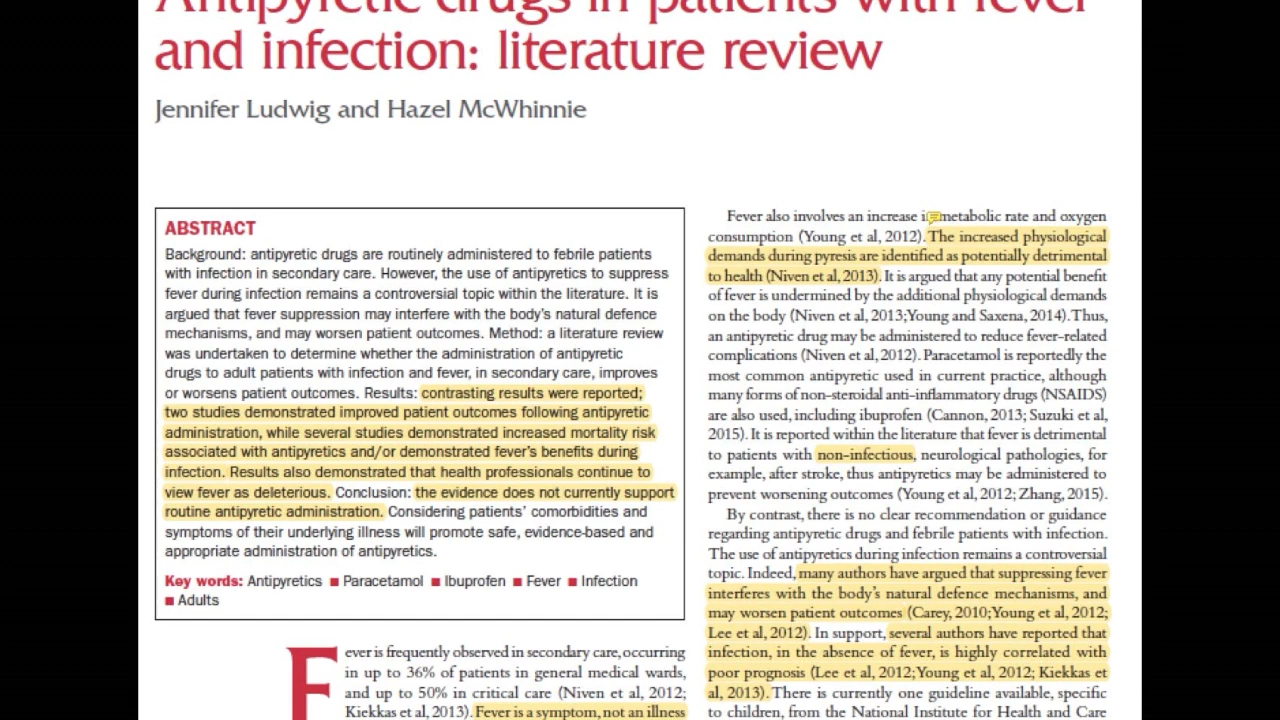 Antipyretic drugs in patients with fever
and infection: literature review
Jennifer Ludwig and Hazel McWhinnie
ABSTRACT
Background: antipyretic drugs are routinely administered to febrile patients
with infection in secondary care. However, the use of antipyretics to suppress
fever during infection remains a controversial topic within the literature. It is
argued that fever suppression may interfere with the body's natural defence
mechanisms, and may worsen patient outcomes. Method: a literature review
was undertaken to determine whether the administration of antipyretic
drugs to adult patients with infection and fever, in secondary care, improves
or worsens patient outcomes. Results: contrasting results were reported;
two studies demonstrated improved patient outcomes following antipyretic
administration, while several studies demonstrated increased mortality risk
associated with antipyretics and/or demonstrated fever's benefits during
infection. Results also demonstrated that health professionals continue to
view fever as deleterious. Conclusion: the evidence does not currently support
routine antipyretic administration. Considering patients' comorbidities and
symptoms of their underlying illness will promote safe, evidence-based and
appropriate administration of antipyretics.
Key words: Antipyretics ■ Paracetamol ■ Ibuprofen ■ Fever ■ Infection
■ Adults
Fever is frequently observed in secondary care, occurring
in up to 36% of patients in general medical wards,
and up to 50% in critical care (Niven et al, 2012;
Kiekkas et al, 2013). Fever is a symptom, not an illness
Fever also involves an increase in metabolic rate and oxygen
consumption (Young et al, 2012). The increased physiological
demands during pyresis are identified as potentially detrimental
to health (Niven et al, 2013). It is argued that any potential benefit
of fever is undermined by the additional physiological demands
on the body (Niven et al, 2013;Young and Saxena, 2014). Thus,
an antipyretic drug may be administered to reduce fever-related
complications (Niven et al, 2012). Paracetamol is reportedly the
most common antipyretic used in current practice, although
many forms of non-steroidal anti-inflammatory drugs (NSAIDS)
are also used, including ibuprofen (Cannon, 2013; Suzuki et al,
2015). It is reported within the literature that fever is detrimental
to patients with non-infectious, neurological pathologies, for
example, after stroke, thus antipyretics may be administered to
prevent worsening outcomes (Young et al, 2012; Zhang, 2015).
By contrast, there is no clear recommendation or guidance
regarding antipyretic drugs and febrile patients with infection.
The use of antipyretics during infection remains a controversial
topic. Indeed, many authors have argued that suppressing fever
interferes with the body's natural defence mechanisms, and
may worsen patient outcomes (Carey, 2010;Young et al, 2012;
Lee et al, 2012). In support, several authors have reported that
infection, in the absence of fever, is highly correlated with
poor prognosis (Lee et al, 2012;Young et al, 2012; Kiekkas et
al, 2013). There is currently one guideline available, specific
to children, from the National Institute for Health and Care